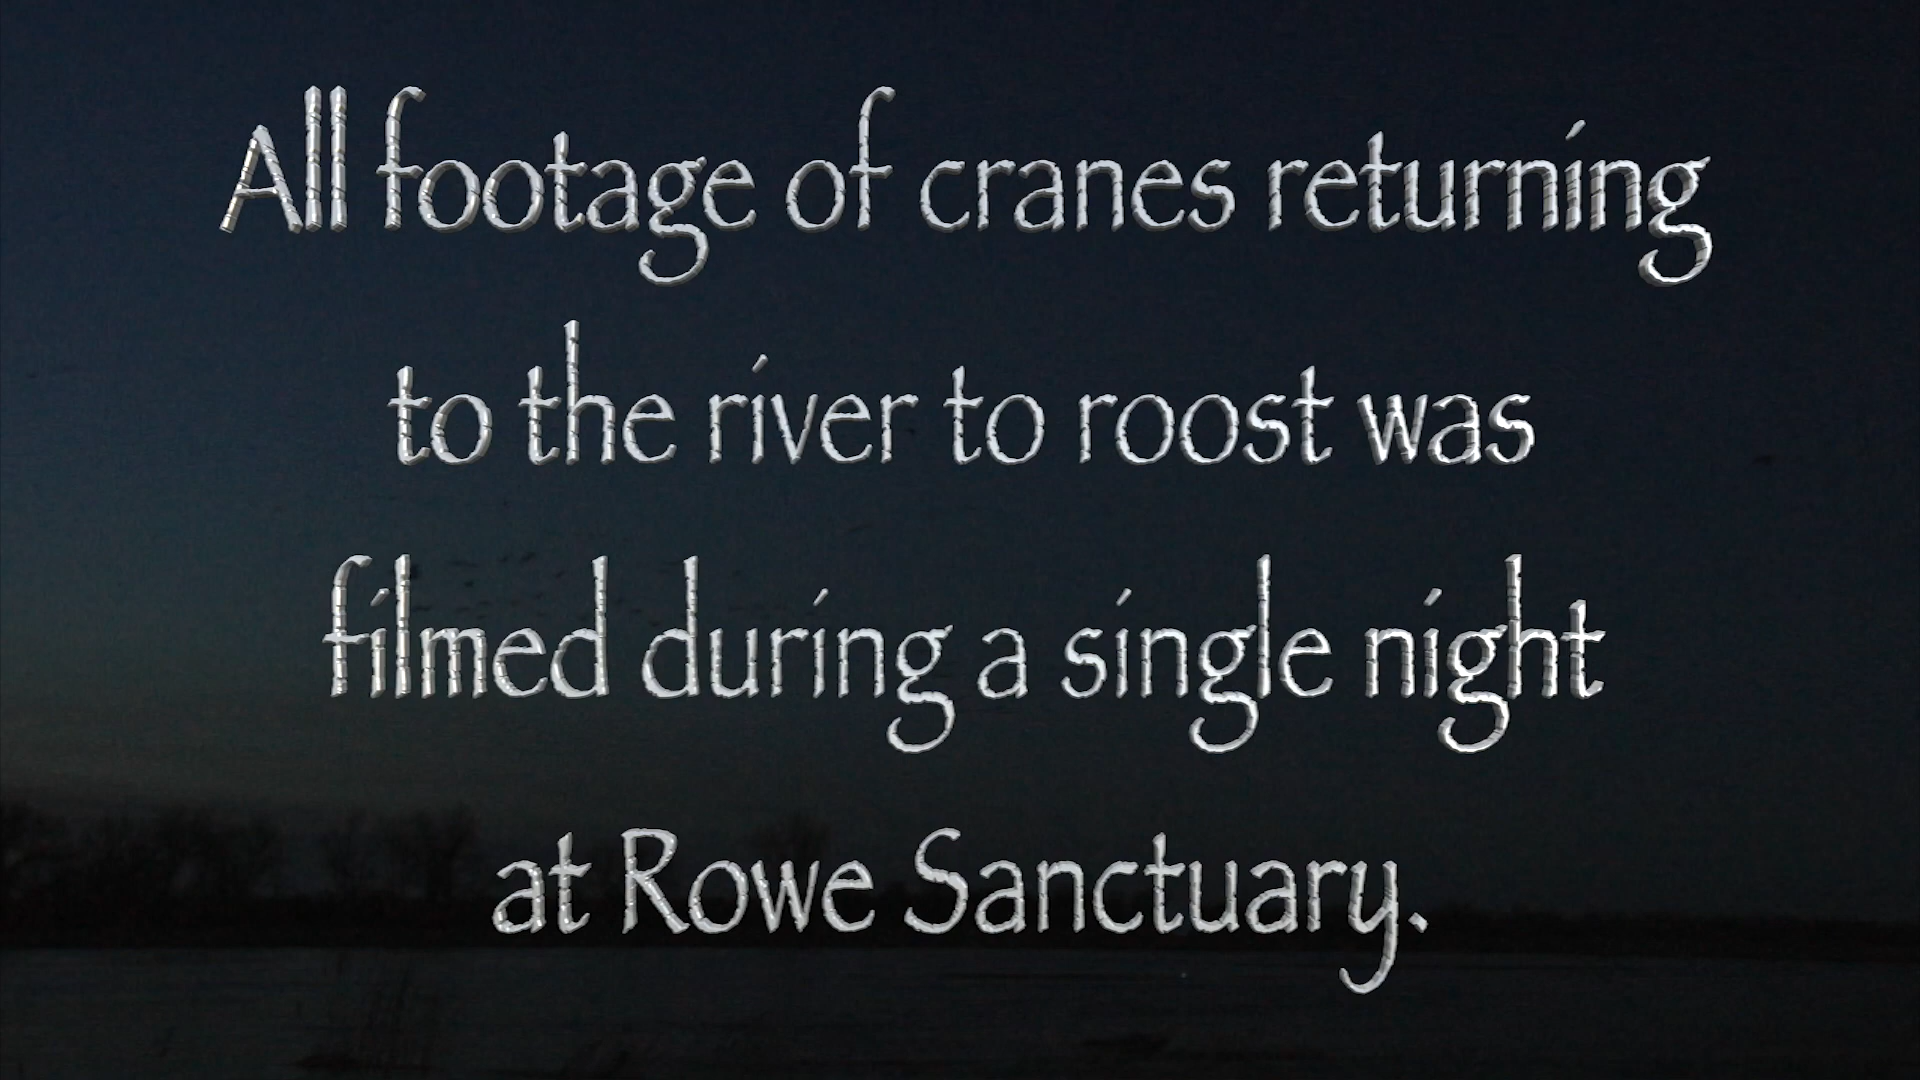 All footage of cranes returning
to the river to roost was
filmed during a single night
at Rowe Sanctuary.